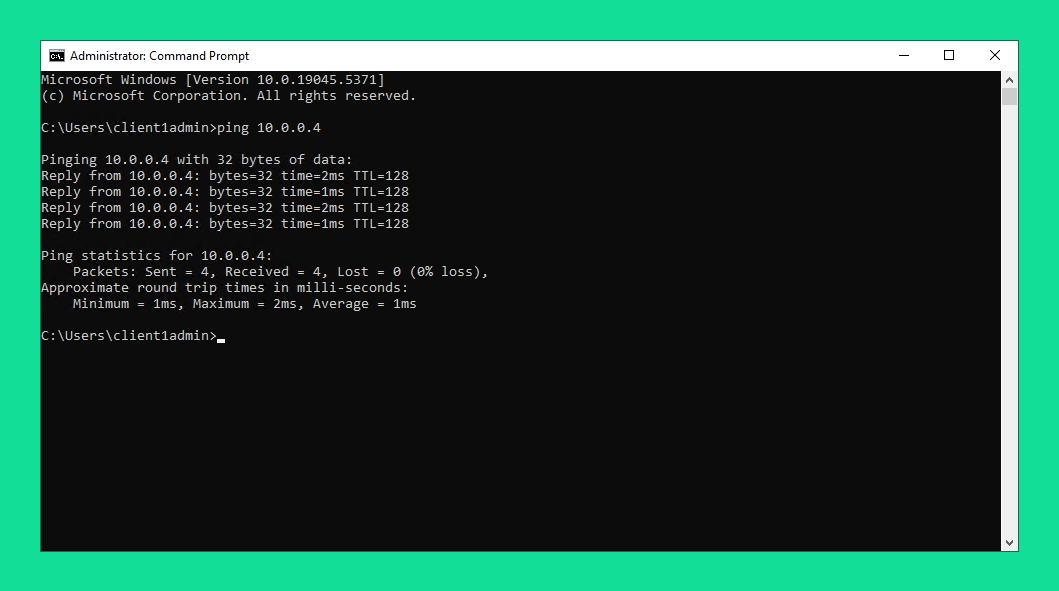 Administrator: Command Prompt
Microsoft Windows [Version 10.0.19045.5371]
(c) Microsoft Corporation. All rights reserved.
C:\Users\client1admin>ping 10.0.0.4
Pinging 10.0.0.4 with 32 bytes of data:
Reply from 10.0.0.4: bytes=32 time=2ms TTL=128
Reply from 10.0.0.4: bytes=32 time=1ms TTL=128
Reply from 10.0.0.4: bytes=32 time=2ms TTL=128
Reply from 10.0.0.4: bytes=32 time=1ms TTL=128
Ping statistics for 10.0.0.4:
    Packets: Sent = 4, Received = 4, Lost = 0 (0% loss),
Approximate round trip times in milli-seconds:
    Minimum = 1ms, Maximum = 2ms, Average = 1ms
C:\Users\client1admin>